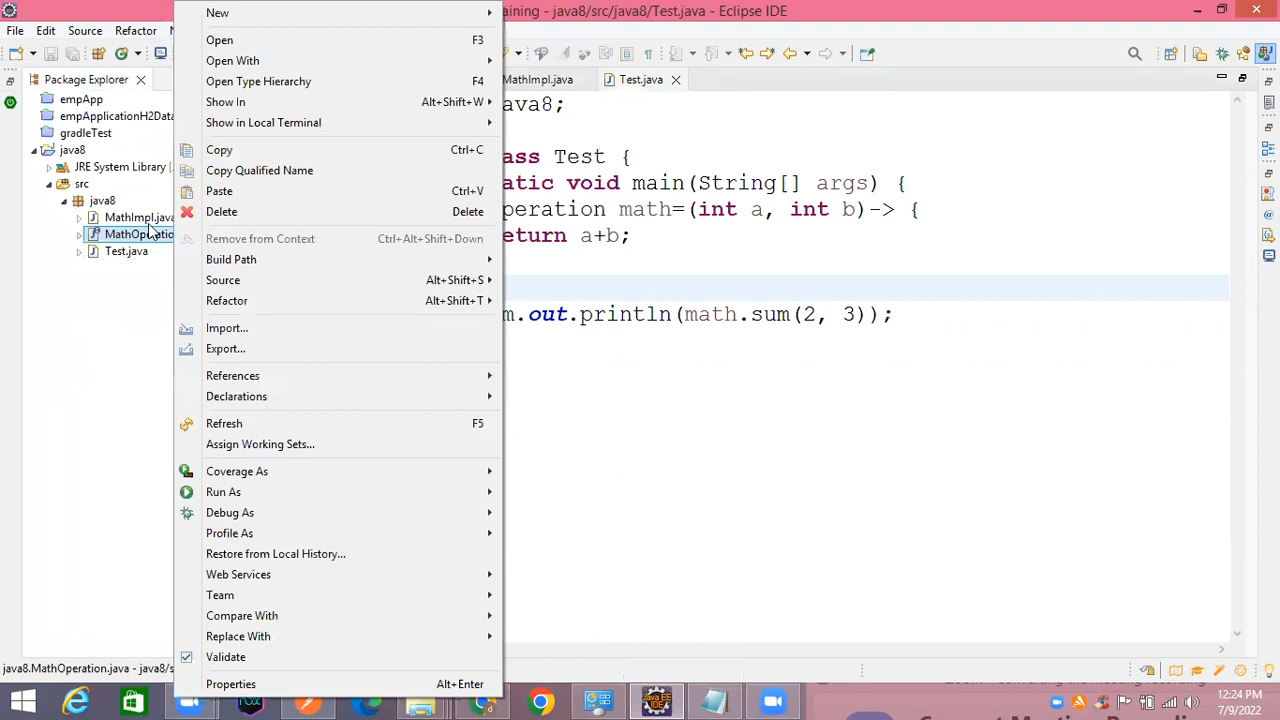 aining - java8/src/java8/Test.java - Eclipse IDE
File Edit Source Refactor N
Package Explorer
MathImpl.java
Test.java
empApp
empApplicationH2Data
gradleTest
java8
JRE System Library [
src
java8
MathImpl.java
MathOperatio
Test.java
New
Open F3
Open With
Open Type Hierarchy F4
Show In Alt+Shift+W
Show in Local Terminal
Copy Ctrl+C
Copy Qualified Name
Paste Ctrl+V
Delete Delete
Remove from Context Ctrl+Alt+Shift+Down
Build Path
Source Alt+Shift+S
Refactor Alt+Shift+T
Import...
Export...
References
Declarations
Refresh F5
Assign Working Sets...
Coverage As
Run As
Debug As
Profile As
Restore from Local History...
Web Services
Team
Compare With
Replace With
Validate
Properties Alt+Enter
ava8;
ass Test {
tatic void main(String[] args) {
peration math=(int a, int b)-> {
eturn a+b;
m.out.println(math.sum(2, 3));
java8.MathOperation.java - java8/s
Java EE
IDE
12:24 PM
7/9/2022